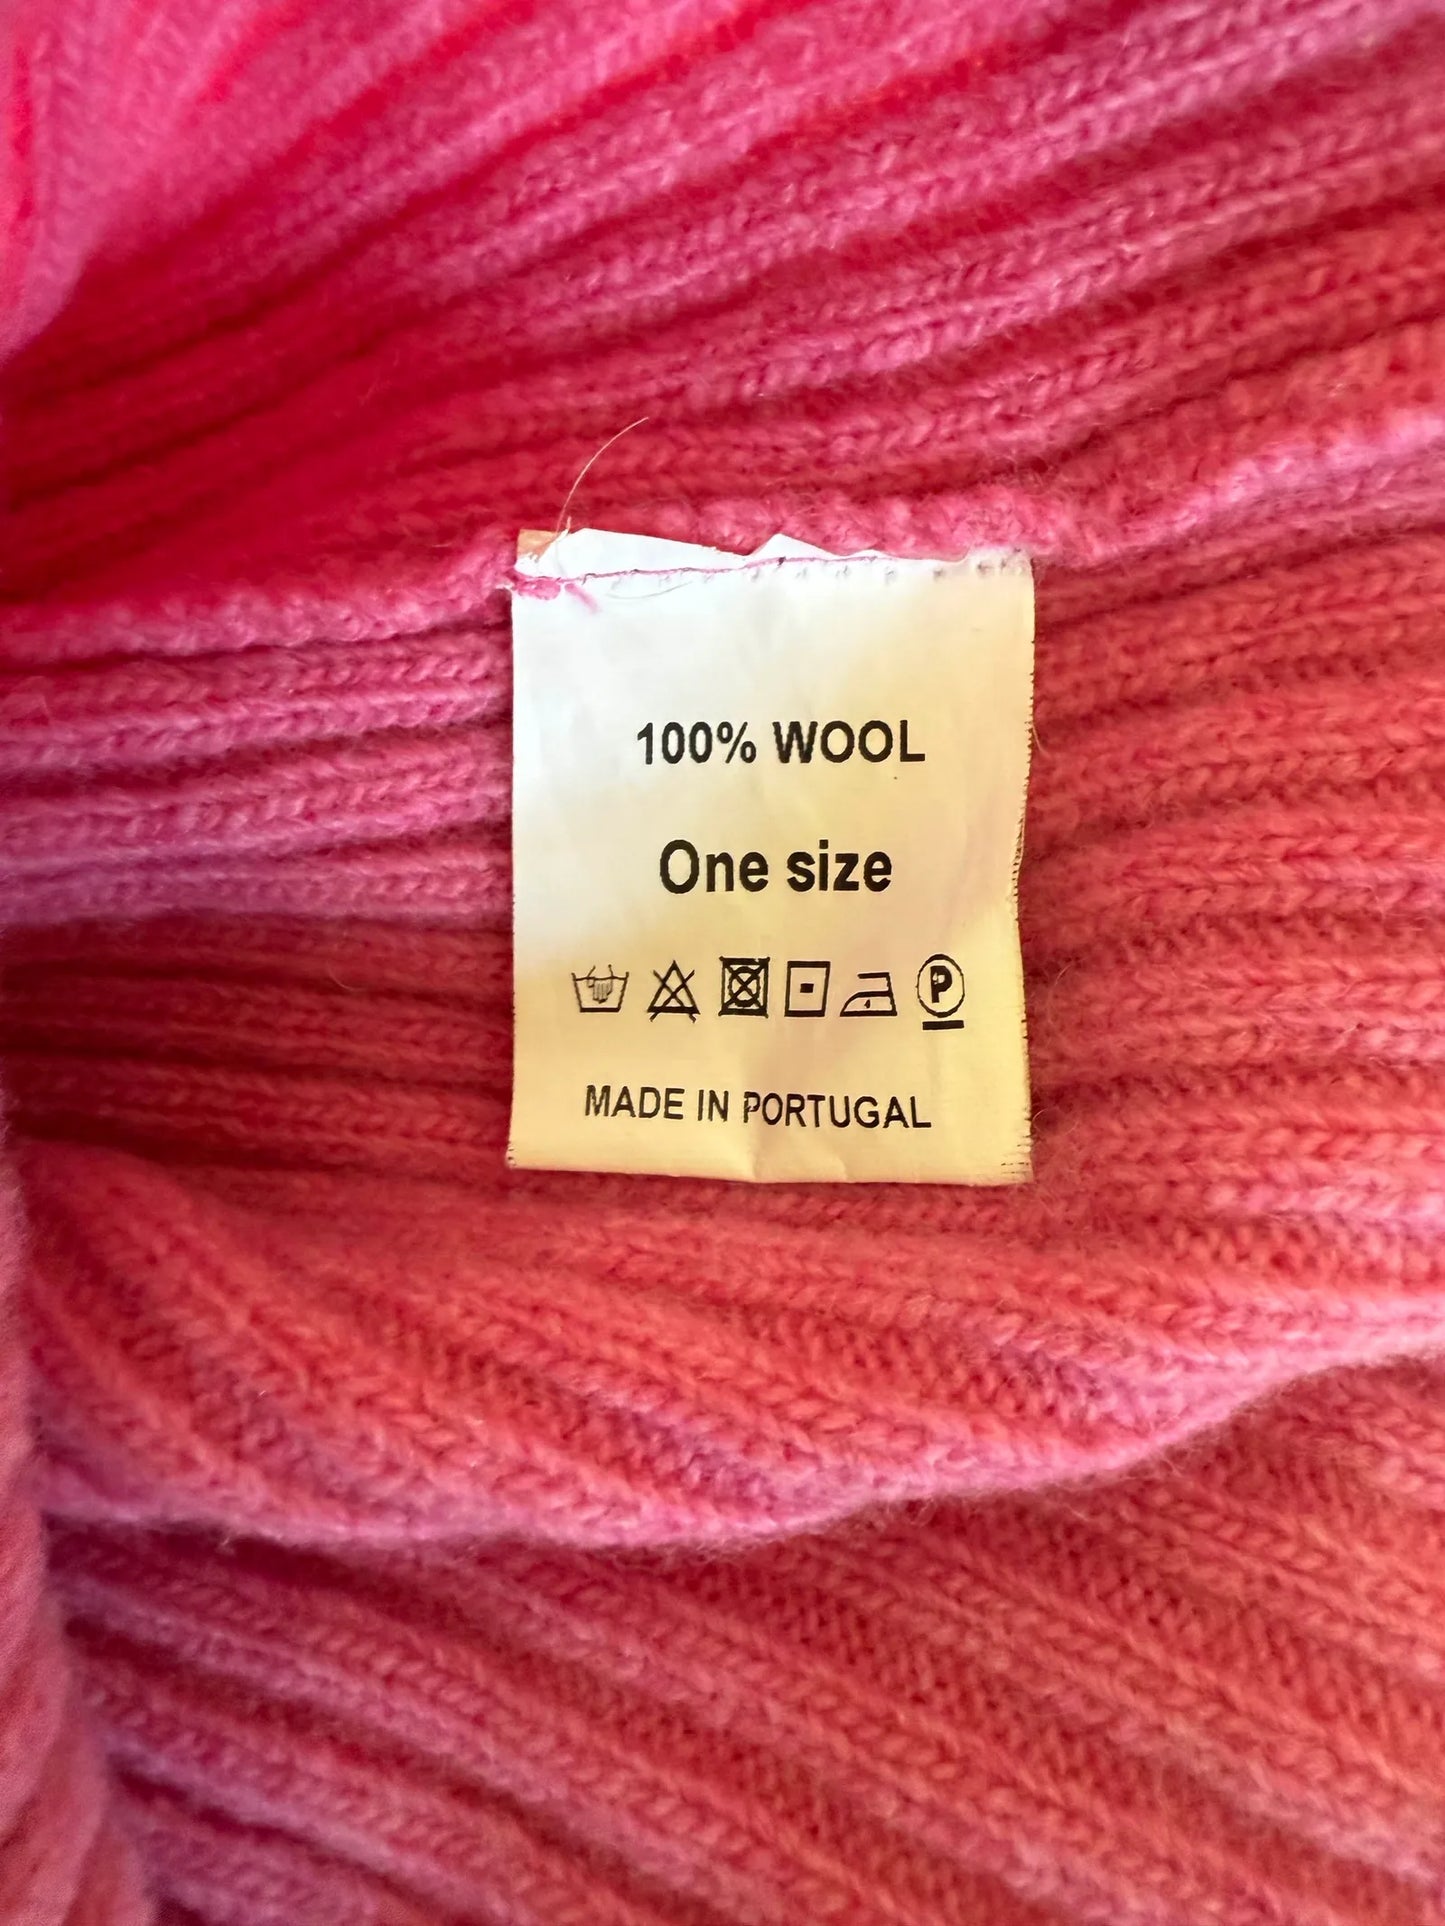 100% WOOL
One size
P
MADE IN PORTUGAL